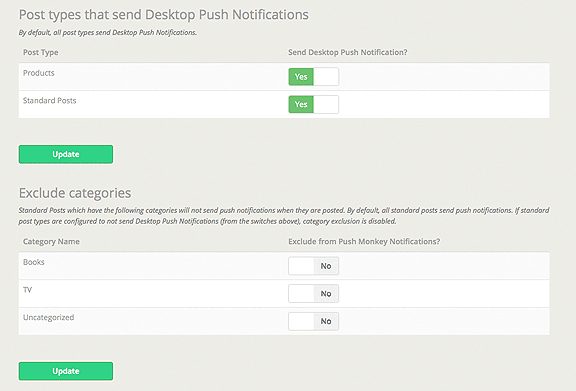 Post types that send Desktop Push Notifications
By default, all post types send Desktop Push Notifications.
Post Type Send Desktop Push Notification?
Products Yes
Standard Posts Yes
Update
Exclude categories
Standard Posts which have the following categories will not send push notifications when they are posted. By default, all standard posts send push notifications. If standard
post types are configured to not send Desktop Push Notifications (from the switches above), category exclusion is disabled.
Category Name Exclude from Push Monkey Notifications?
Books No
TV No
Uncategorized No
Update